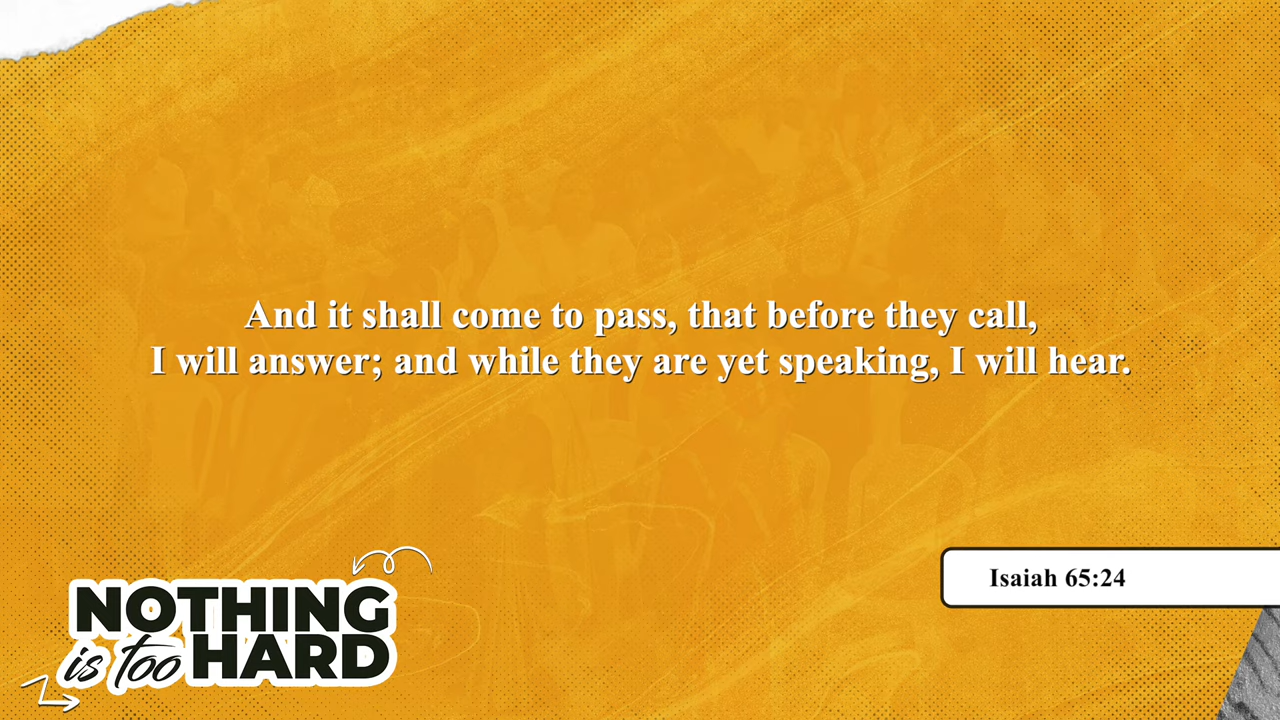 And it shall come to pass, that before they call,
I will answer; and while they are yet speaking, I will hear.
Isaiah 65:24
NOTHING
is too HARD